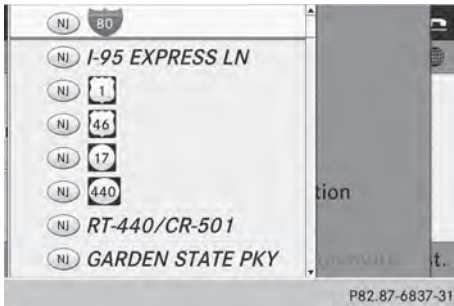 NJ 80
NJ I-95 EXPRESS LN
NJ 1
NJ 46
NJ 17
NJ 440
tion
NJ RT-440/CR-501
NJ GARDEN STATE PKY
st..
P82.87-6837-31